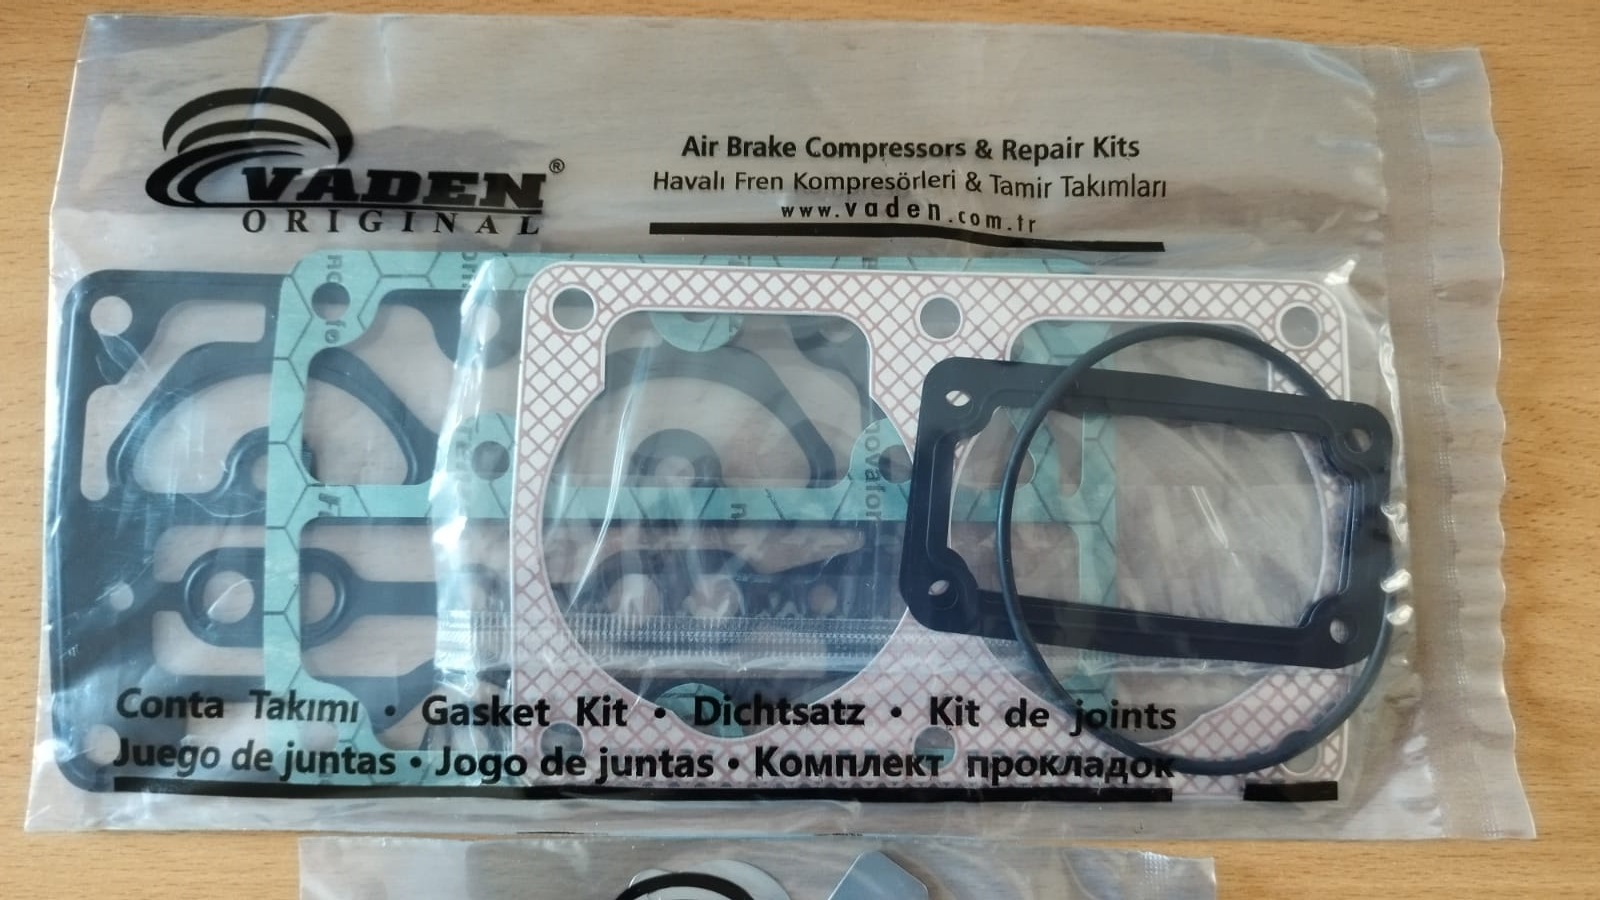 VADEN®
ORIGINAL
Air Brake Compressors & Repair Kits
Havalı Fren Kompresörleri & Tamir Takımları
www.vaden.com.tr
Conta Takımı • Gasket Kit • Dichtsatz • Kit de joints
Juego de juntas • Jogo de juntas • Комплект прокладок